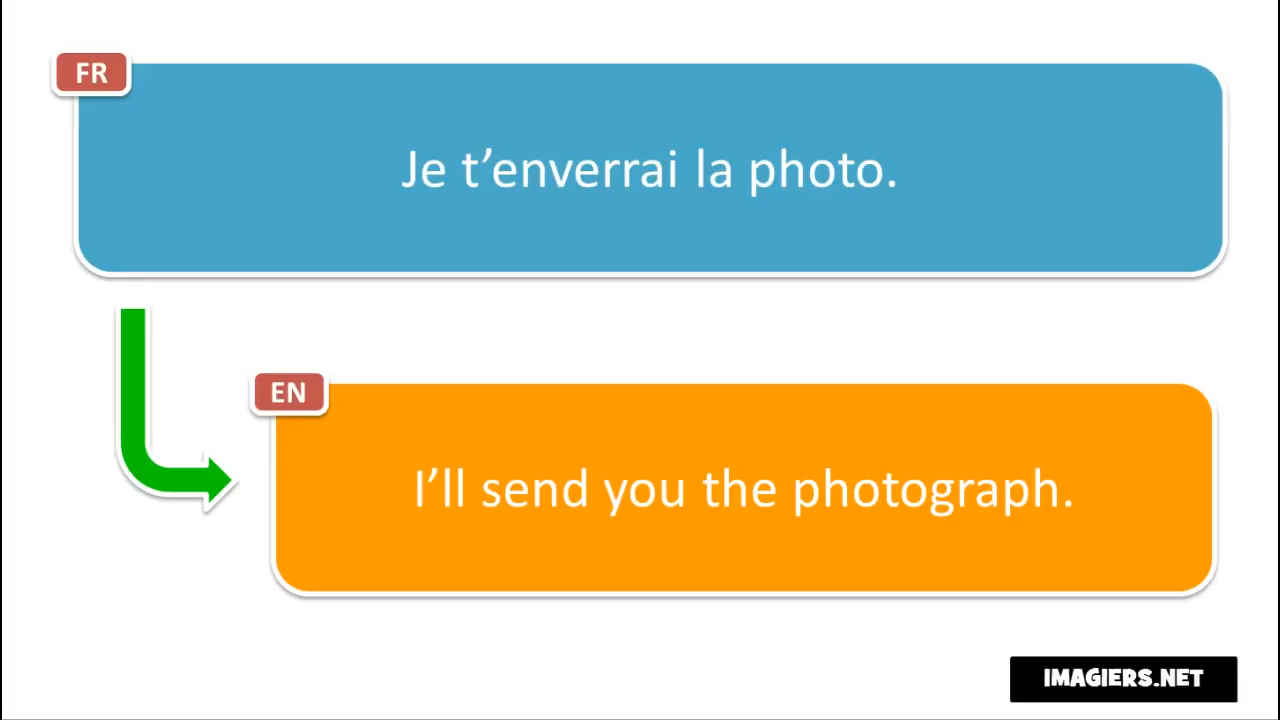 FR
Je t’enverrai la photo.
EN
I’ll send you the photograph.
IMAGIERS.NET